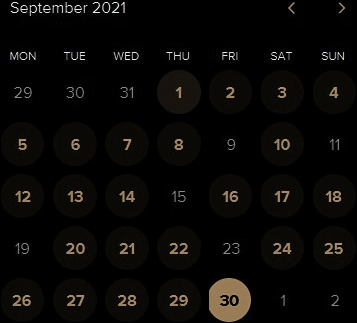 September 2021
MON TUE WED THU FRI SAT SUN
29 30 31 1 2 3 4
5 6 7 8 9 10 11
12 13 14 15 16 17 18
19 20 21 22 23 24 25
26 27 28 29 30 1 2